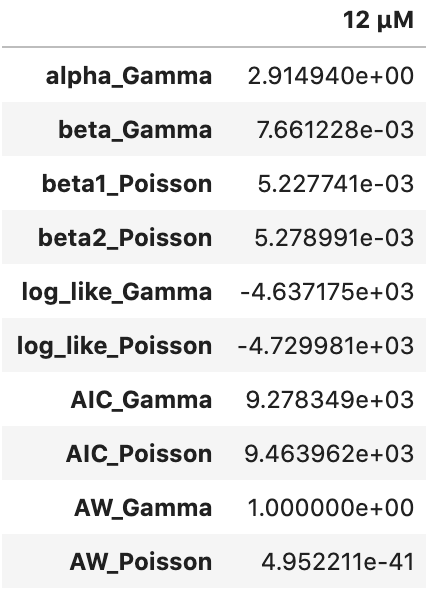 12 µM
alpha_Gamma 2.914940e+00
beta_Gamma 7.661228e-03
beta1_Poisson 5.227741e-03
beta2_Poisson 5.278991e-03
log_like_Gamma -4.637175e+03
log_like_Poisson -4.729981e+03
AIC_Gamma 9.278349e+03
AIC_Poisson 9.463962e+03
AW_Gamma 1.000000e+00
AW_Poisson 4.952211e-41